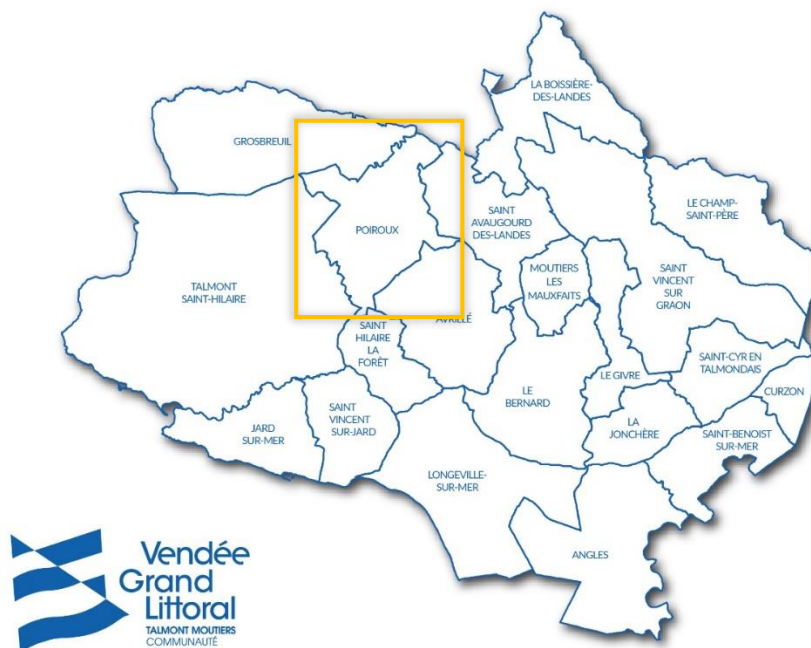 LA BOISSIÈRE-
DES-LANDES
GROSBREUIL
LE CHAMP-
SAINT-PÈRE
SAINT
AVAUGOURD
DES-LANDES
POIROUX
TALMONT
SAINT-HILAIRE
MOUTIERS
LES
MAUXFAITS
SAINT
VINCENT
SUR
GRAON
AVRILLÉ
SAINT
HILAIRE
LA
FORÊT
SAINT-CYR EN
TALMONDAIS
LE GIVRE
CURZON
LE
BERNARD
SAINT
VINCENT
SUR-JARD
JARD
SUR-MER
LA
JONCHÈRE
SAINT-BENOIST
SUR-MER
LONGEVILLE-
SUR-MER
ANGLES
Vendée
Grand
Littoral
TALMONT MOUTIERS
COMMUNAUTÉ